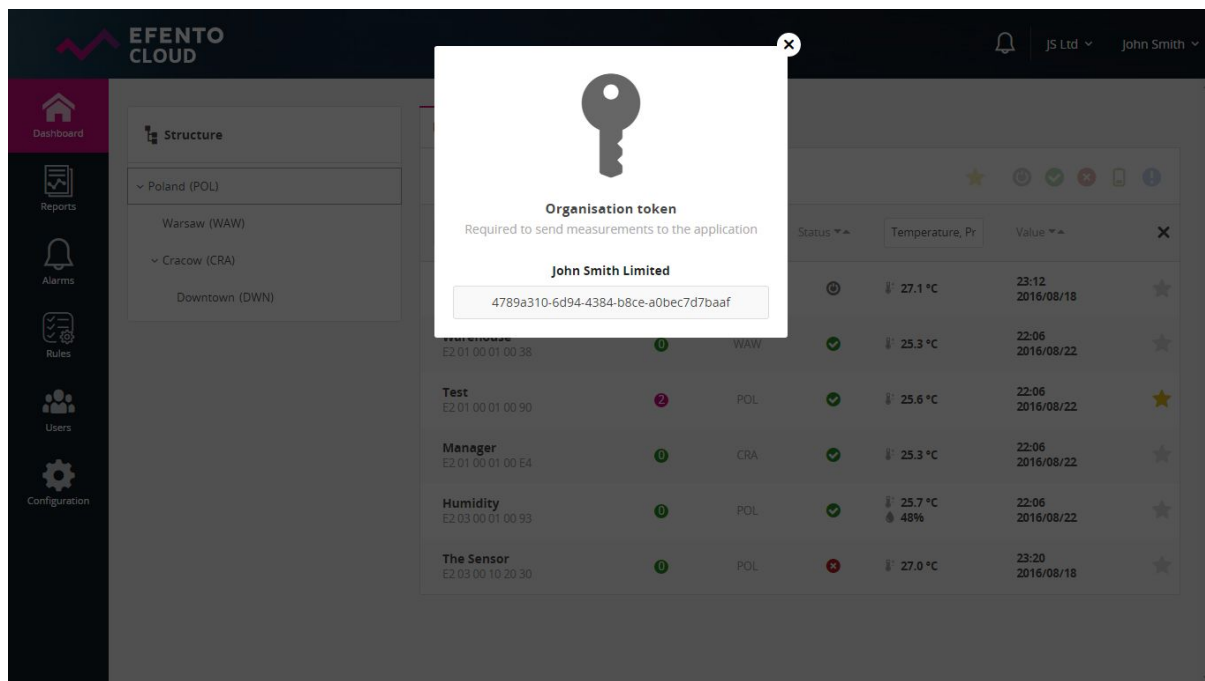 EFENTO
CLOUD
JS Ltd
John Smith
Dashboard
Reports
Alarms
Rules
Users
Configuration
Structure
Poland (POL)
Warsaw (WAW)
Cracow (CRA)
Downtown (DWN)
Organisation token
Required to send measurements to the application
John Smith Limited
4789a310-6d94-4384-b8ce-a0bec7d7baaf
Status Temperature, Pr Value
27.1 °C 23:12
2016/08/18
Warehouse
E2 01 00 01 00 38 0 WAW 25.3 °C 22:06
2016/08/22
Test
E2 01 00 01 00 90 2 POL 25.6 °C 22:06
2016/08/22
Manager
E2 01 00 01 00 E4 0 CRA 25.3 °C 22:06
2016/08/22
Humidity
E2 03 00 01 00 93 0 POL 25.7 °C 22:06
48% 2016/08/22
The Sensor
E2 03 00 10 20 30 0 POL 27.0 °C 23:20
2016/08/18